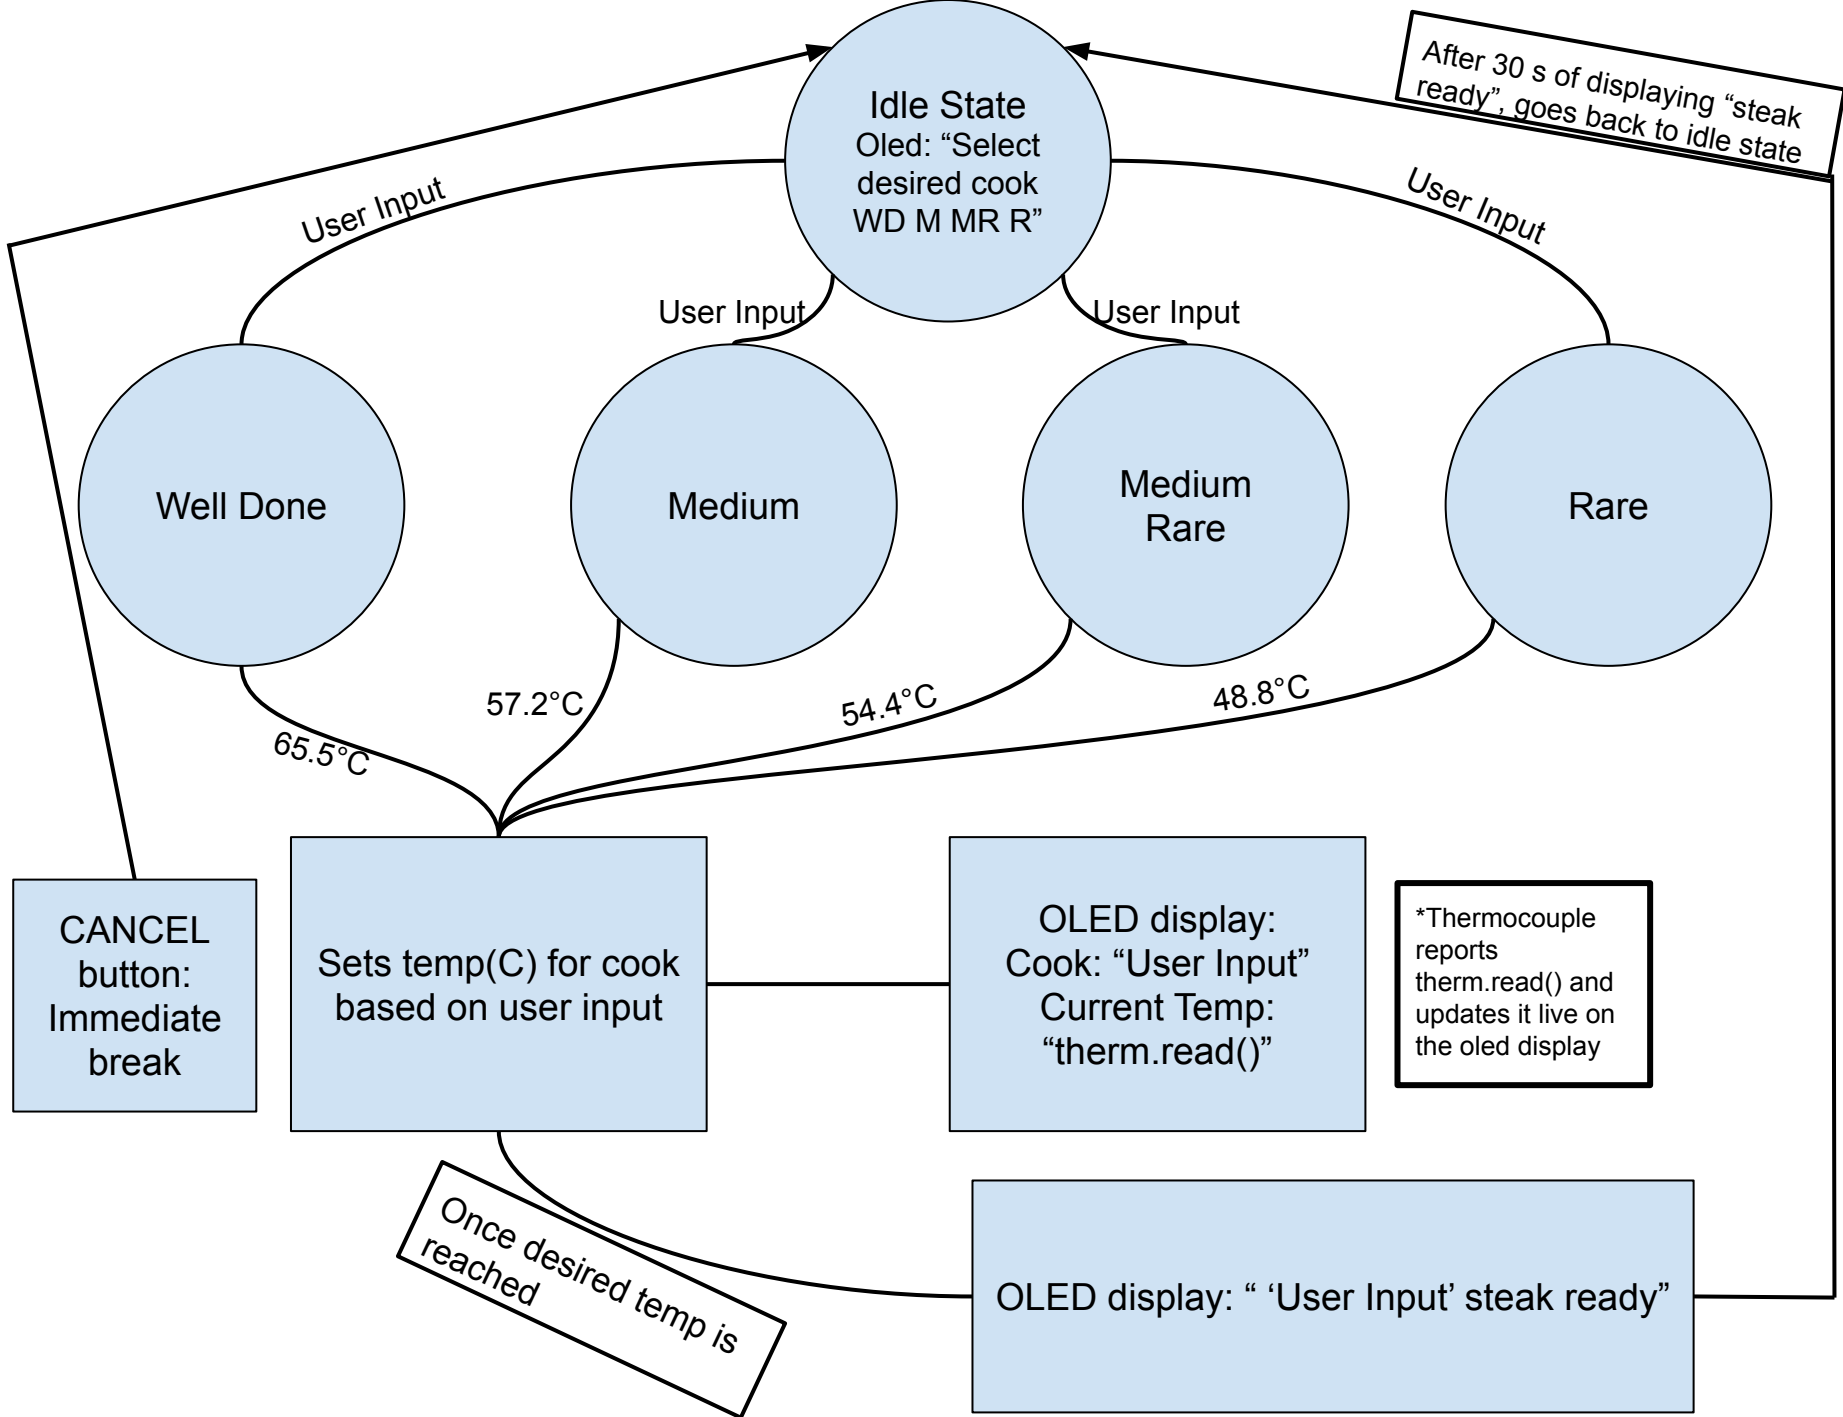 Idle State
Oled: “Select
desired cook
WD M MR R”
After 30 s of displaying “steak
ready”, goes back to idle state
User Input
User Input
User Input
User Input
Well Done
Medium
Medium
Rare
Rare
65.5°C
57.2°C
54.4°C
48.8°C
CANCEL
button:
Immediate
break
Sets temp(C) for cook
based on user input
OLED display:
Cook: “User Input”
Current Temp:
“therm.read()”
*Thermocouple
reports
therm.read() and
updates it live on
the oled display
Once desired temp is
reached
OLED display: “ ‘User Input’ steak ready”